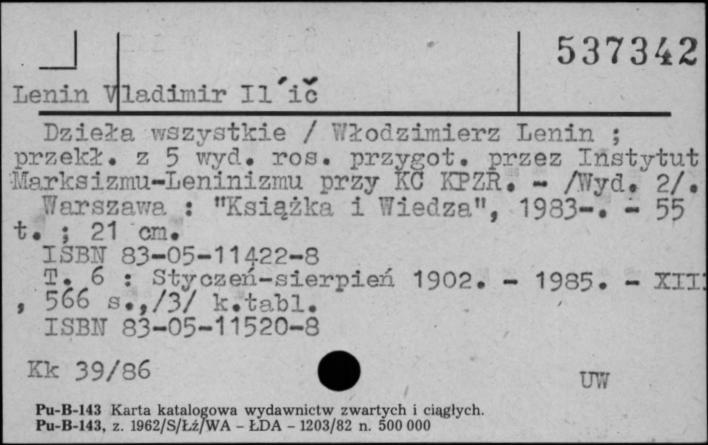 537342
Lenin Vladimir Il´ič
Dzieła wszystkie / Włodzimierz Lenin ;
przekł. z 5 wyd. ros. przygot. przez Instytut
Marksizmu-Leninizmu przy KC KPZR. - /Wyd. 2/.
Warszawa : "Książka i Wiedza", 1983-. - 55
t. ; 21 cm.
ISBN 83-05-11422-8
T. 6 : Styczeń-sierpień 1902. - 1985. - XIII
, 566 s.,/3/ k.tabl.
ISBN 83-05-11520-8
Kk 39/86
UW
Pu-B-143 Karta katalogowa wydawnictw zwartych i ciągłych.
Pu-B-143, z. 1962/S/Łź/WA - ŁDA - 1203/82 n. 500 000